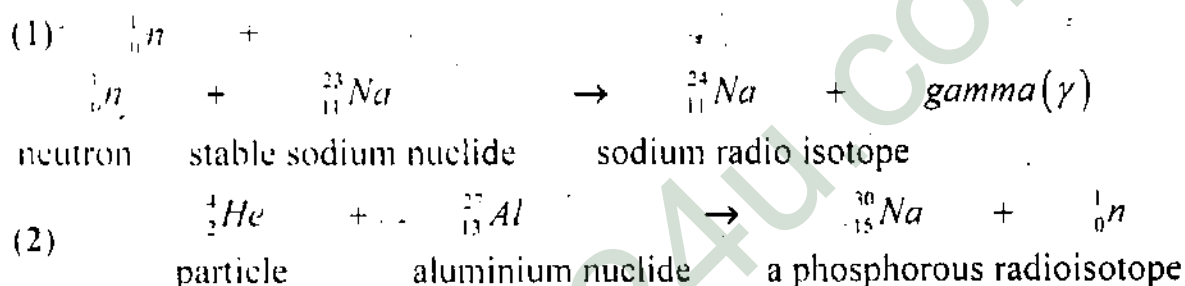 (1) ¹₀n +
¹₀n + ²³₁₁Na → ²⁴₁₁Na + gamma(γ)
neutron stable sodium nuclide sodium radio isotope
(2) ⁴₂He + ²⁷₁₃Al → ³⁰₁₅Na + ¹₀n
particle aluminium nuclide a phosphorous radioisotope